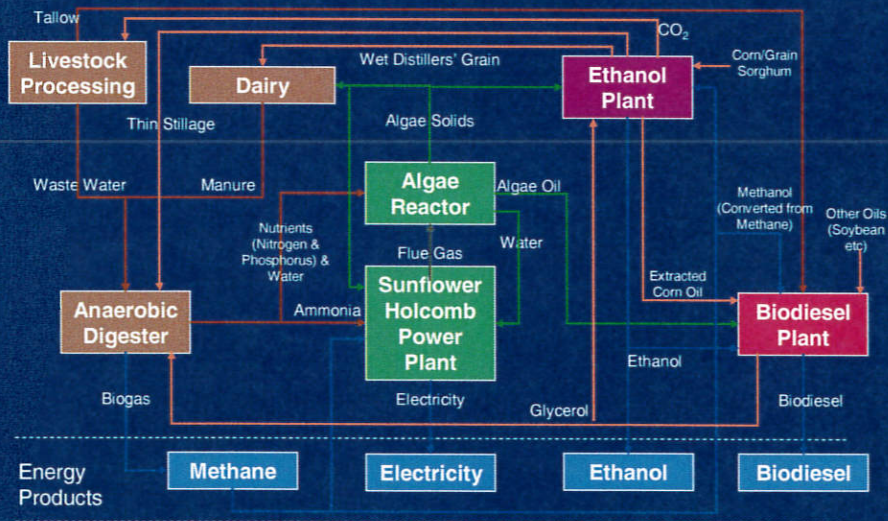 Tallow
CO2
Livestock
Processing
Dairy
Wet Distillers' Grain
Ethanol
Plant
Corn/Grain
Sorghum
Thin Stillage
Algae Solids
Waste Water
Manure
Algae
Reactor
Algae Oil
Methanol
(Converted from
Methane)
Other Oils
(Soybean
etc)
Nutrients
(Nitrogen &
Phosphorus) &
Water
Flue Gas
Water
Extracted
Corn Oil
Anaerobic
Digester
Ammonia
Sunflower
Holcomb
Power
Plant
Biodiesel
Plant
Ethanol
Biogas
Electricity
Glycerol
Biodiesel
Energy
Products
Methane
Electricity
Ethanol
Biodiesel